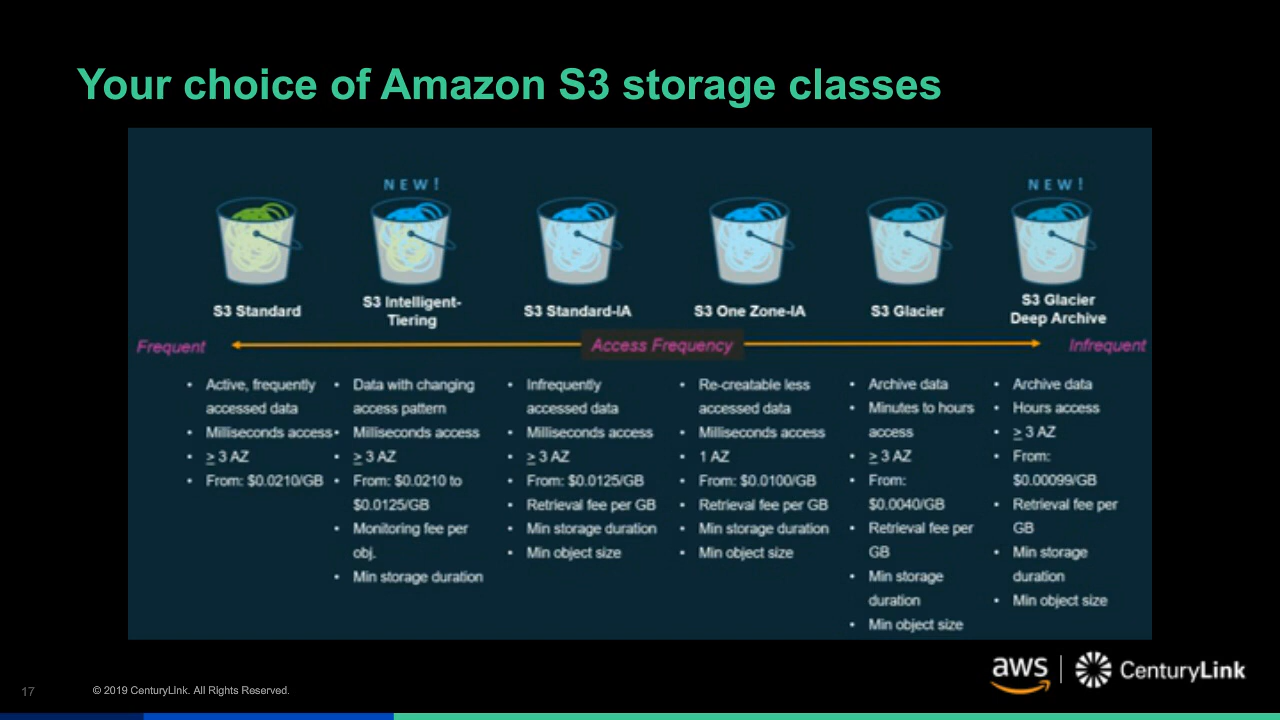 Your choice of Amazon S3 storage classes
NEW!
NEW!
S3 Standard
S3 Intelligent-
Tiering
S3 Standard-IA
S3 One Zone-IA
S3 Glacier
S3 Glacier
Deep Archive
Frequent
Access Frequency
Infrequent
• Active, frequently
accessed data
• Milliseconds access
• ≥ 3 AZ
• From: $0.0210/GB
• Data with changing
access pattern
• Milliseconds access
• ≥ 3 AZ
• From: $0.0210 to
$0.0125/GB
• Monitoring fee per
obj.
• Min storage duration
• Infrequently
accessed data
• Milliseconds access
• ≥ 3 AZ
• From: $0.0125/GB
• Retrieval fee per GB
• Min storage duration
• Min object size
• Re-creatable less
accessed data
• Milliseconds access
• 1 AZ
• From: $0.0100/GB
• Retrieval fee per GB
• Min storage duration
• Min object size
• Archive data
• Minutes to hours
access
• ≥ 3 AZ
• From:
$0.0040/GB
• Retrieval fee per
GB
• Min storage
duration
• Min object size
• Archive data
• Hours access
• ≥ 3 AZ
• From:
$0.00099/GB
• Retrieval fee per
GB
• Min storage
duration
• Min object size
17
© 2019 CenturyLInk. All Rights Reserved.
aws
CenturyLink